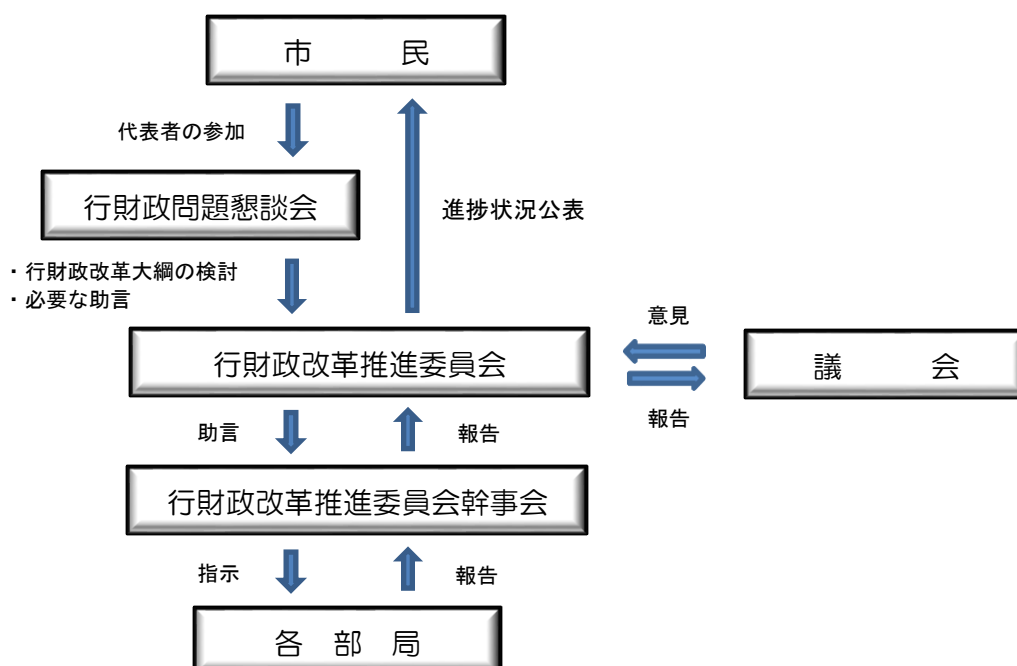 市　　民
代表者の参加
行財政問題懇談会
進捗状況公表
・行財政改革大綱の検討
・必要な助言
行財政改革推進委員会
意見
議　　会
報告
助言
報告
行財政改革推進委員会幹事会
指示
報告
各　部　局